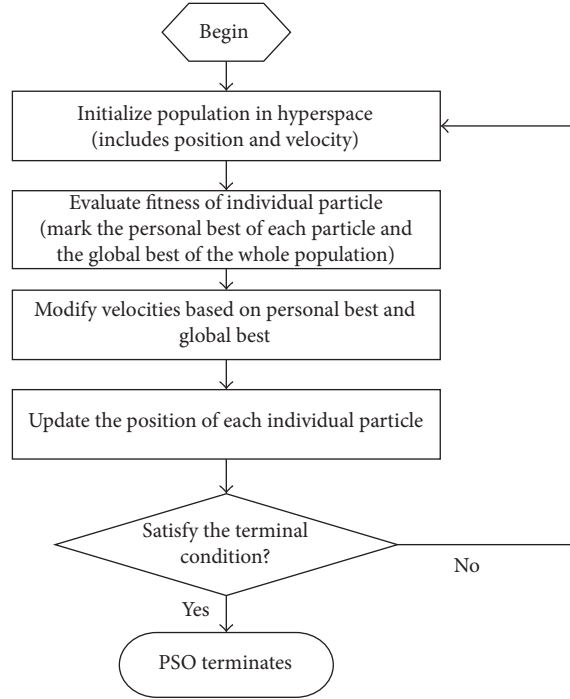 Begin
Initialize population in hyperspace
(includes position and velocity)
Evaluate fitness of individual particle
(mark the personal best of each particle and
the global best of the whole population)
Modify velocities based on personal best and
global best
Update the position of each individual particle
Satisfy the terminal
condition?
No
Yes
PSO terminates